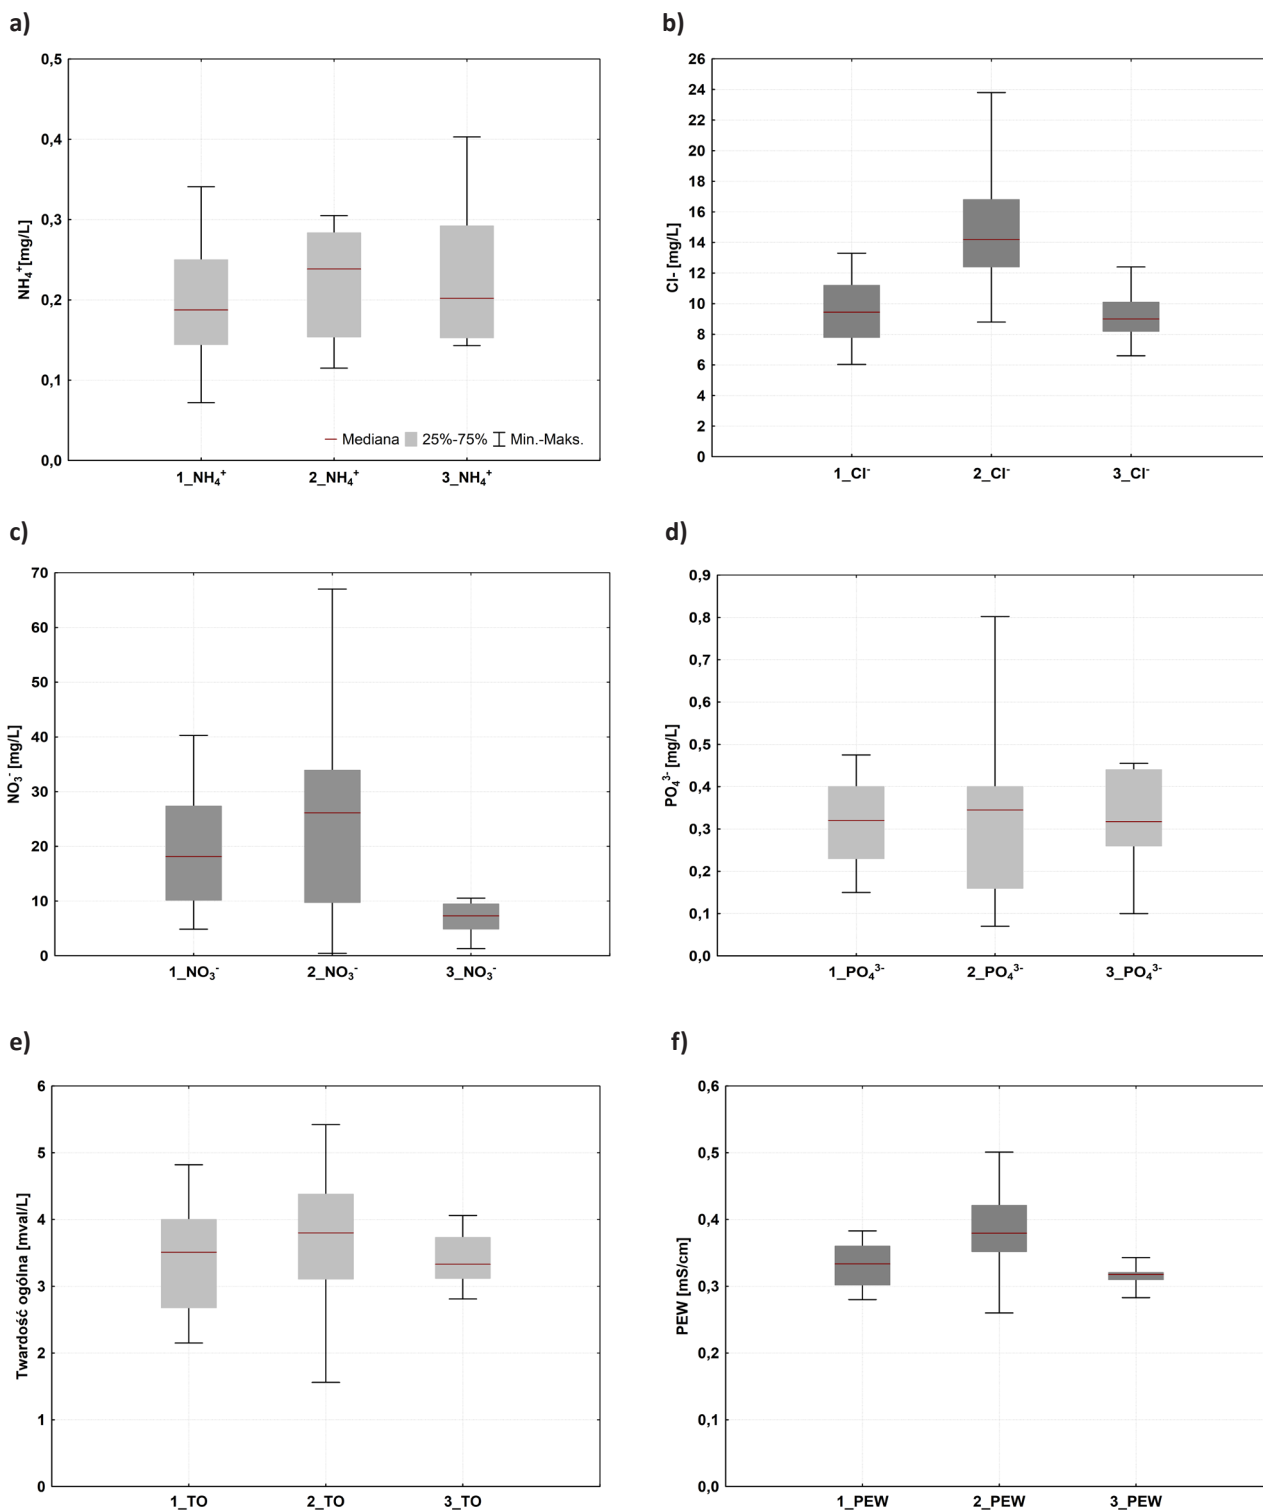 a)
NH₄⁺[mg/L]
0,5
0,4
0,3
0,2
0,1
0,0
Mediana 25%-75% Min.-Maks.
1_NH₄⁺ 2_NH₄⁺ 3_NH₄⁺
b)
Cl- [mg/L]
26
24
22
20
18
16
14
12
10
8
6
4
2
0
1_Cl⁻ 2_Cl⁻ 3_Cl⁻
c)
NO₃⁻ [mg/L]
70
60
50
40
30
20
10
0
1_NO₃⁻ 2_NO₃⁻ 3_NO₃⁻
d)
PO₄³⁻ [mg/L]
0,9
0,8
0,7
0,6
0,5
0,4
0,3
0,2
0,1
0,0
1_PO₄³⁻ 2_PO₄³⁻ 3_PO₄³⁻
e)
Twardość ogólna [mval/L]
6
5
4
3
2
1
0
1_TO 2_TO 3_TO
f)
PEW [mS/cm]
0,6
0,5
0,4
0,3
0,2
0,1
0,0
1_PEW 2_PEW 3_PEW